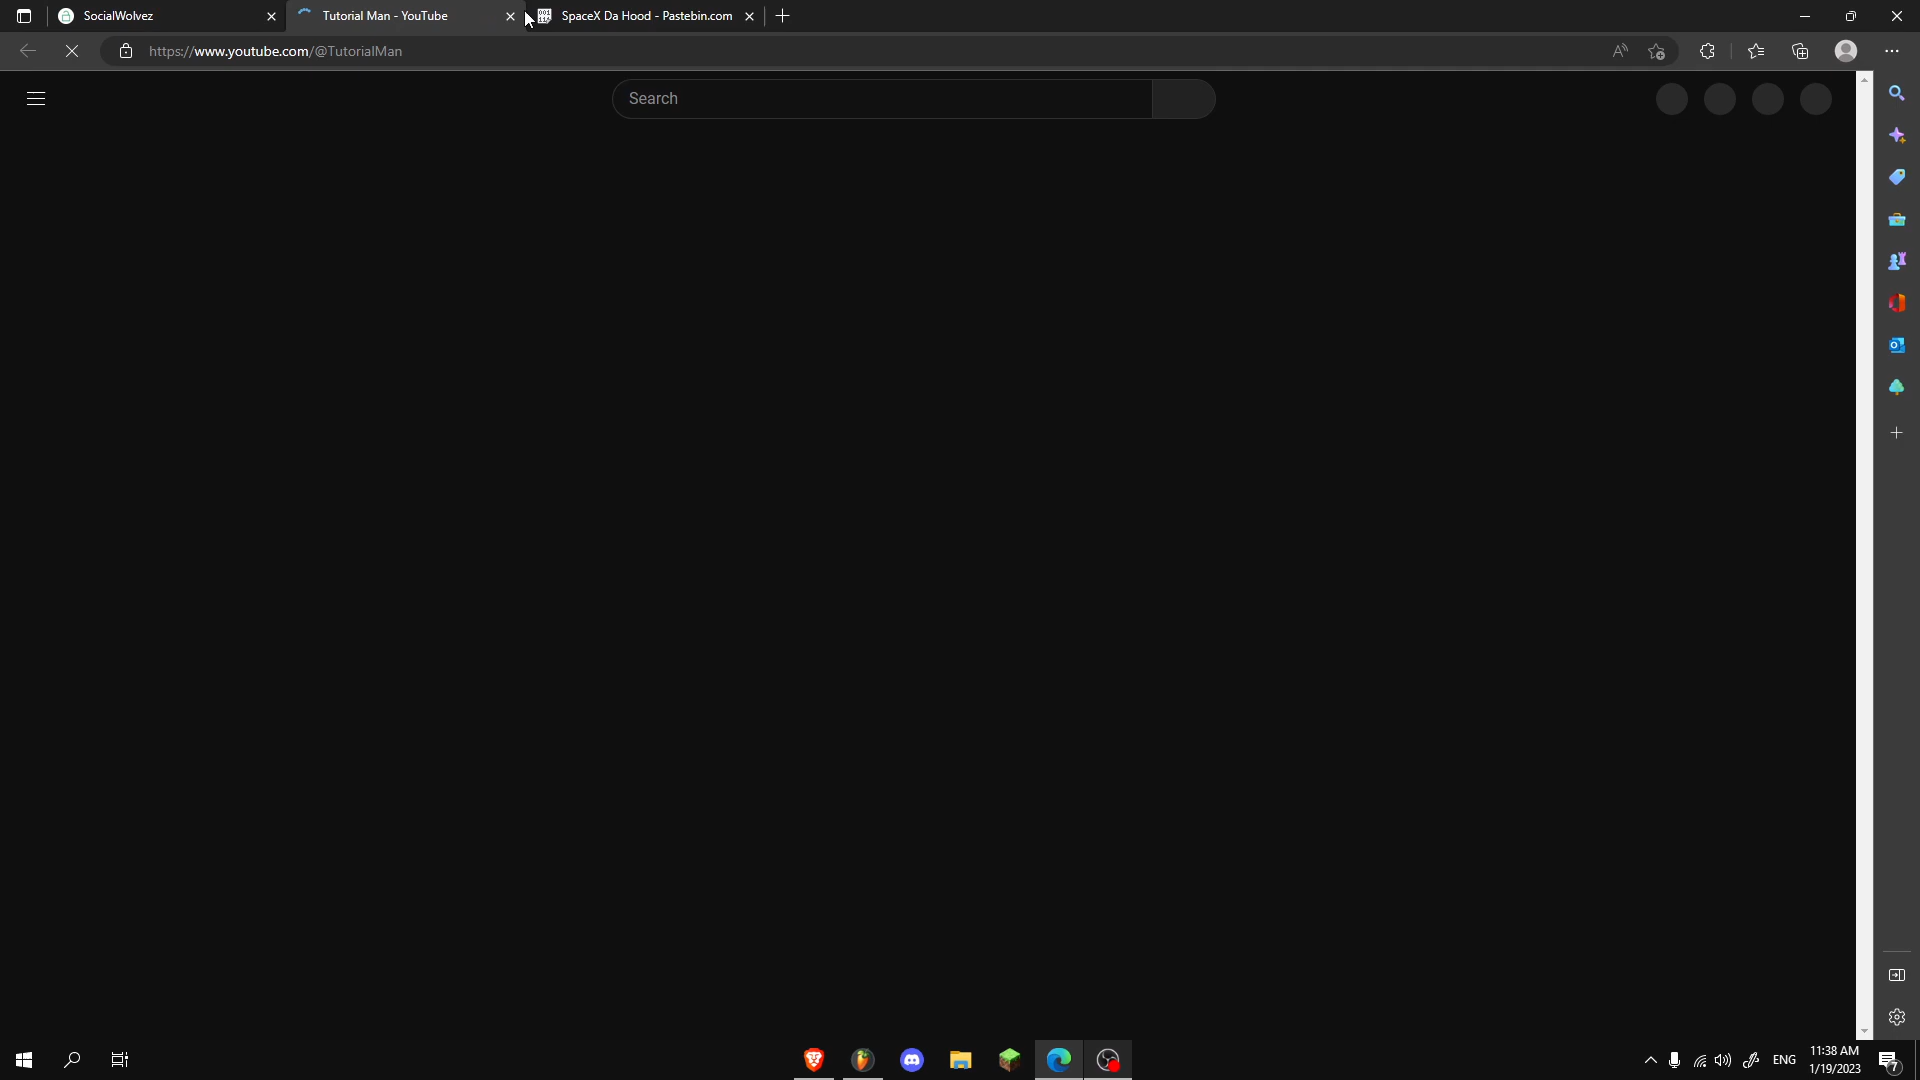 SocialWolvez
Tutorial Man - YouTube
SpaceX Da Hood - Pastebin.com
https://www.youtube.com/@TutorialMan
Search
ENG
11:38 AM
1/19/2023
7